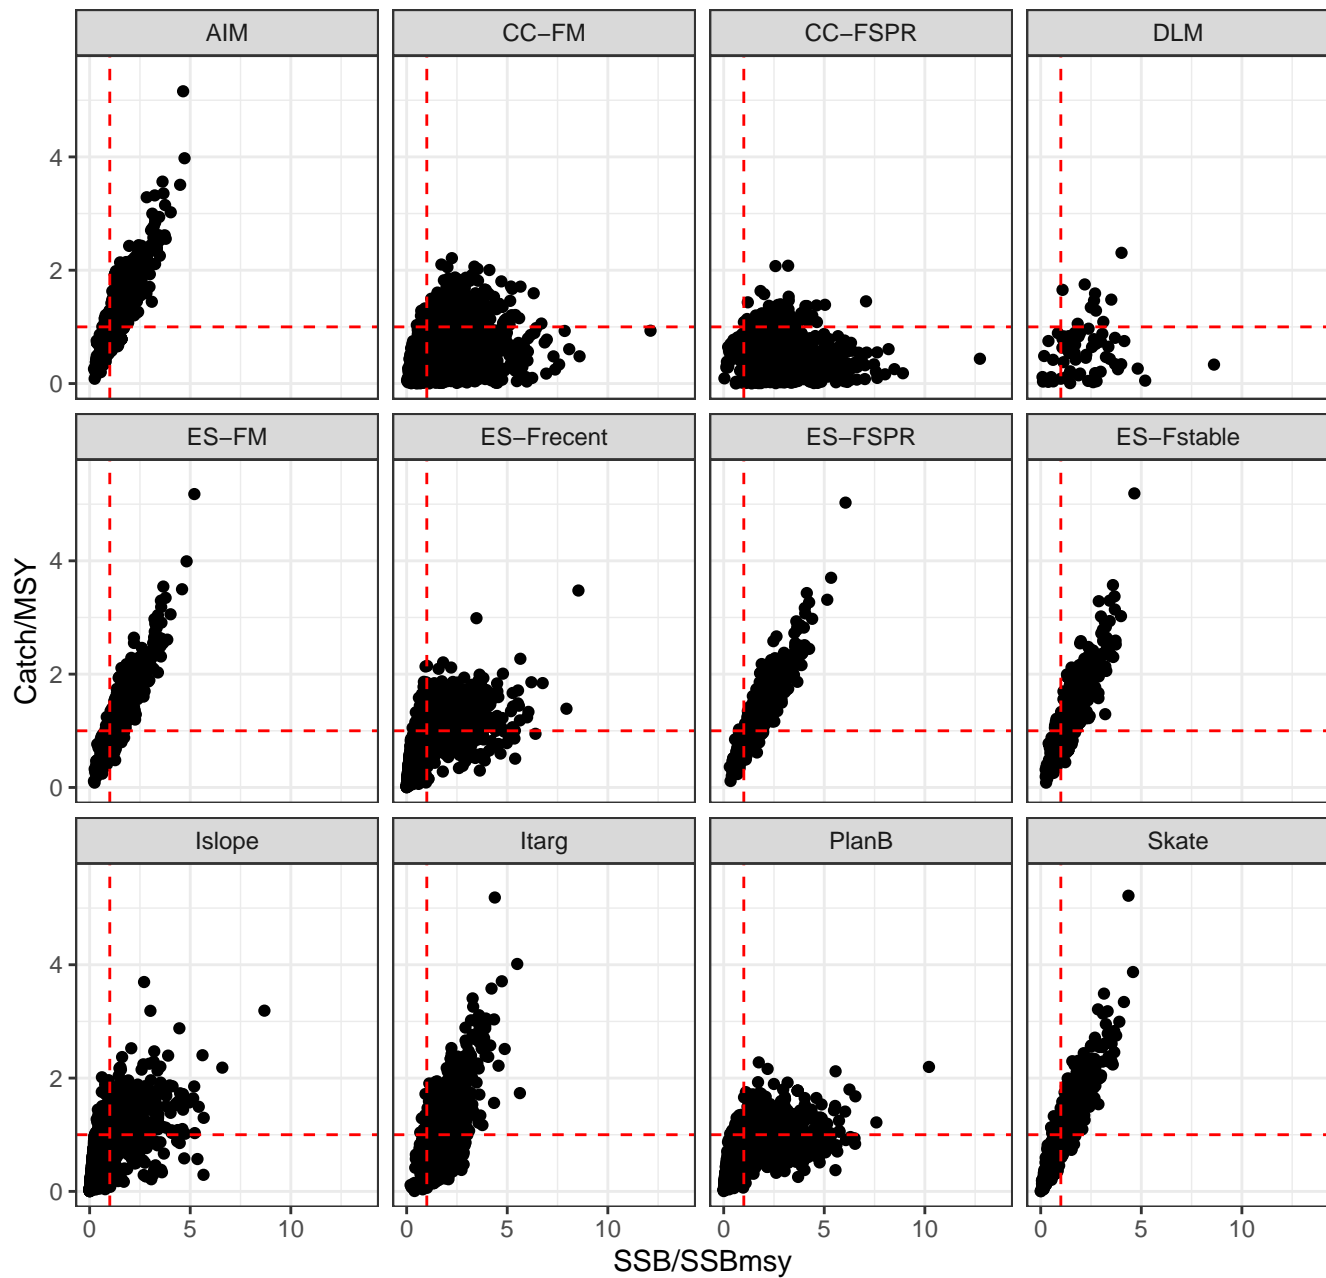 AIM CC−FM CC−FSPR DLM
4
2
0
ES−FM ES−Frecent ES−FSPR ES−Fstable
4
2
0
Islope Itarg PlanB Skate
4
2
0
0 5 10 0 5 10 0 5 10 0 5 10
SSB/SSBmsy
Catch/MSY